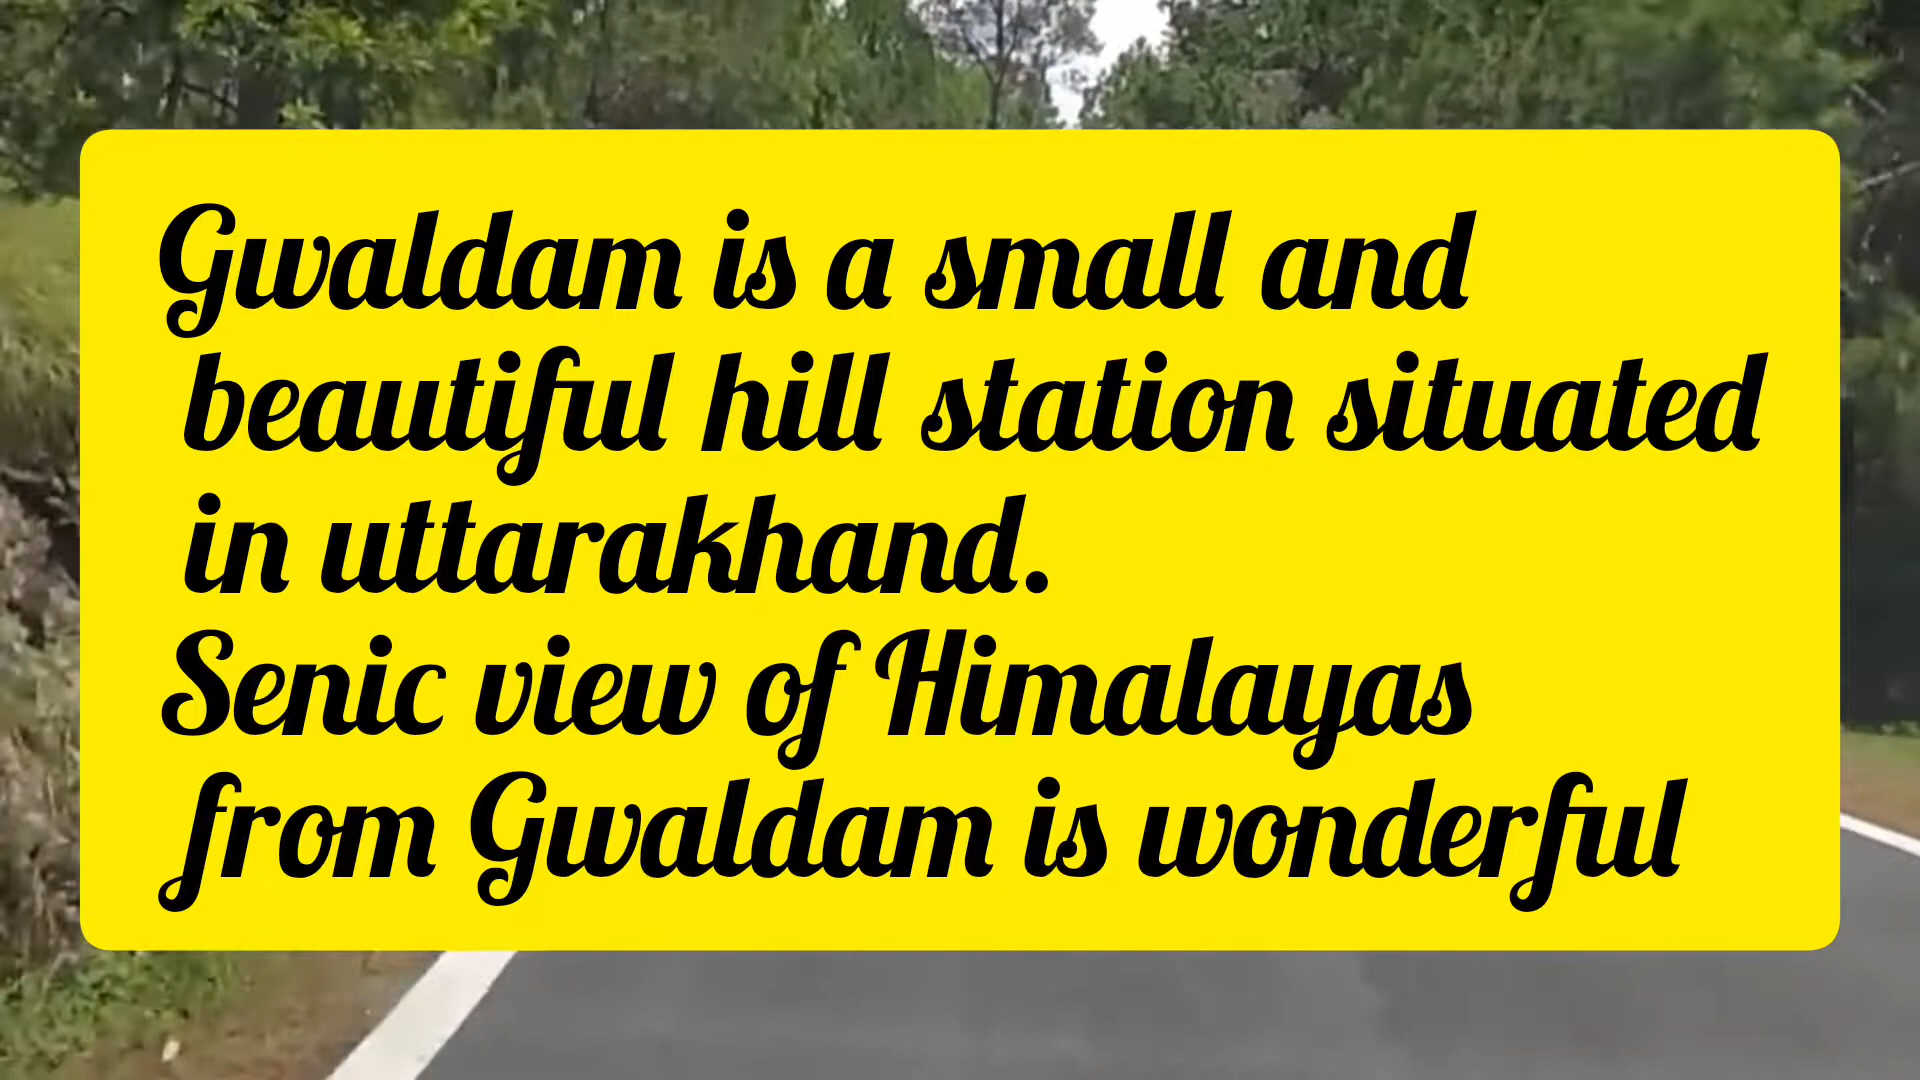 Gwaldam is a small and
beautiful hill station situated
in uttarakhand.
Senic view of Himalayas
from Gwaldam is wonderful